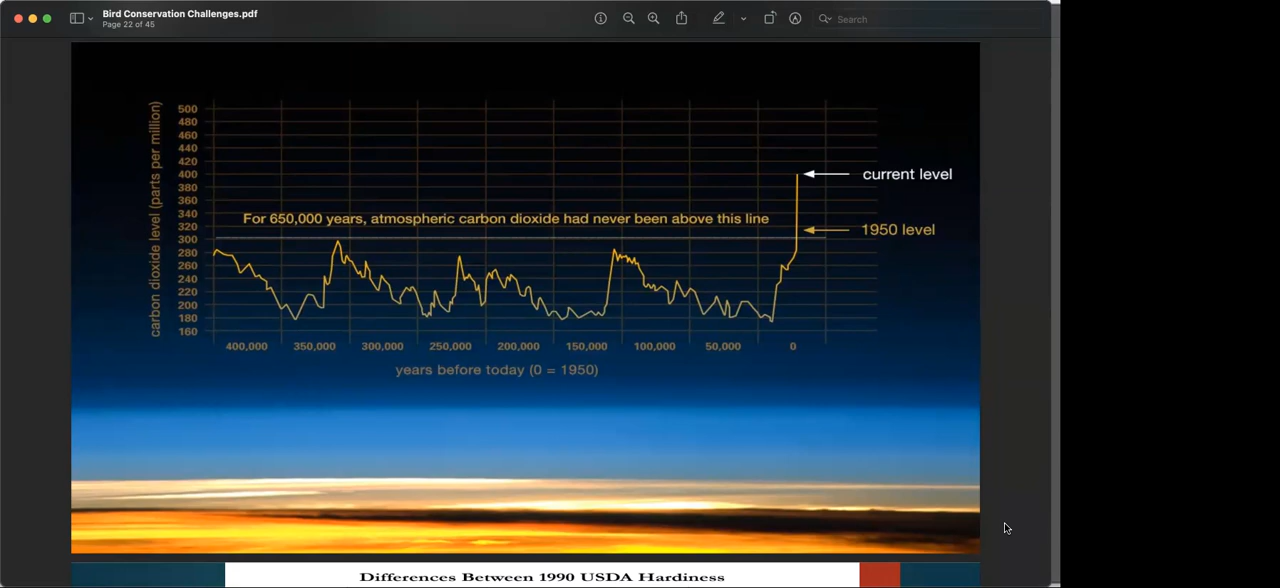 Bird Conservation Challenges.pdf
Page 22 of 45
Search
carbon dioxide level (parts per million)
500
480
460
440
420
400
380
360
340
320
300
280
260
240
220
200
180
160
current level
For 650,000 years, atmospheric carbon dioxide had never been above this line
1950 level
400,000 350,000 300,000 250,000 200,000 150,000 100,000 50,000 0
years before today (0 = 1950)
Differences Between 1990 USDA Hardiness